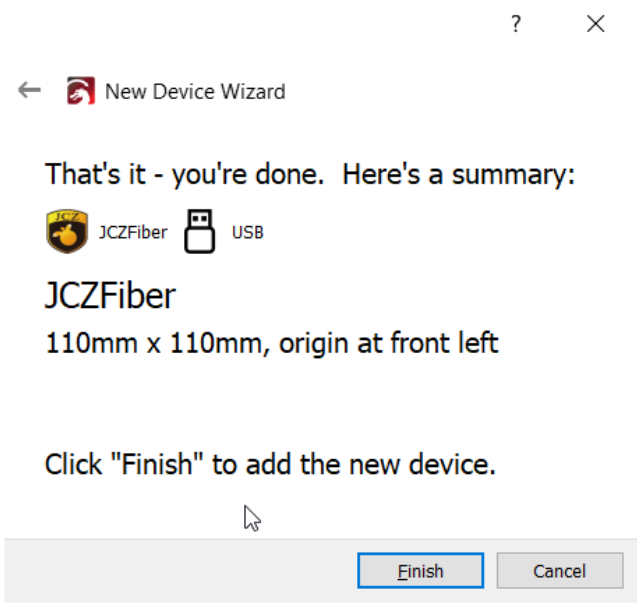 ?
New Device Wizard
That's it - you're done.  Here's a summary:
JCZ JCZFiber USB
JCZFiber
110mm x 110mm, origin at front left
Click "Finish" to add the new device.
Finish Cancel